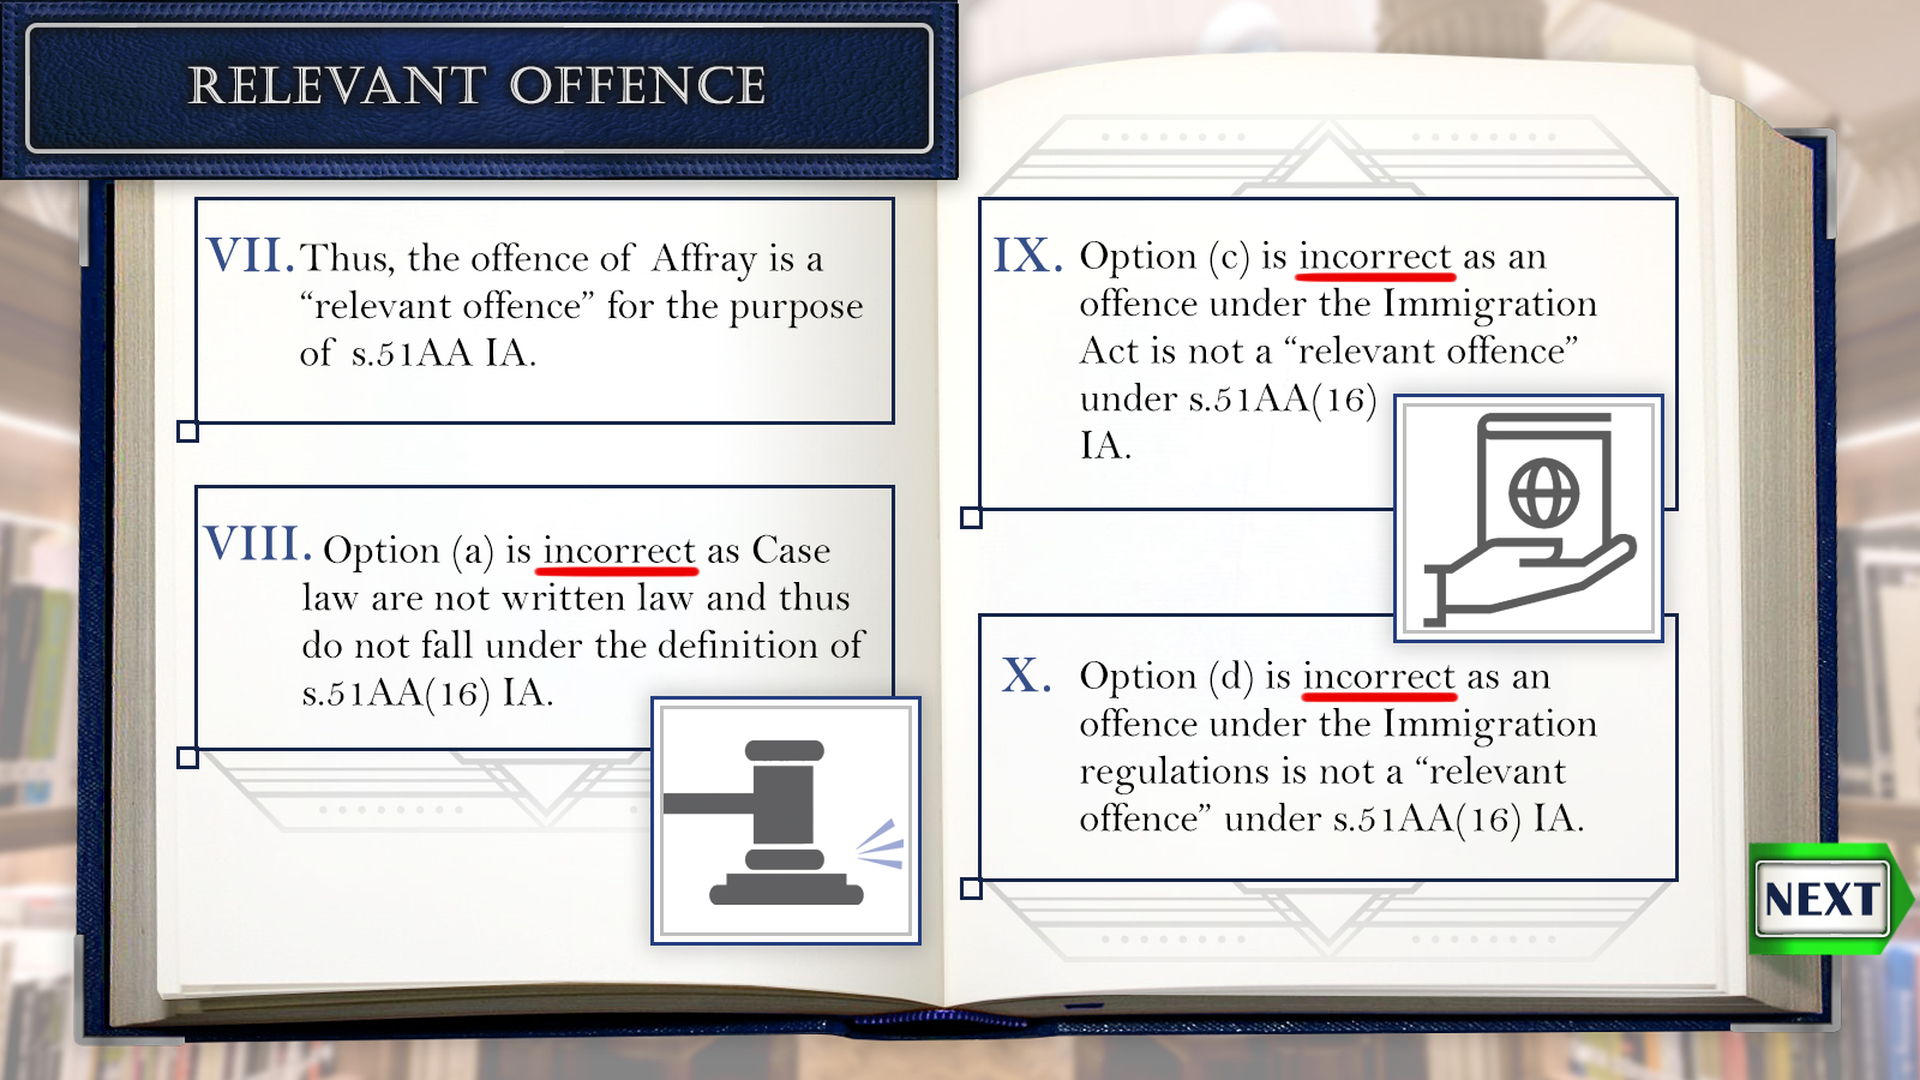 RELEVANT OFFENCE
VII. Thus, the offence of Affray is a
“relevant offence” for the purpose
of s.51AA IA.
VIII. Option (a) is incorrect as Case
law are not written law and thus
do not fall under the definition of
s.51AA(16) IA.
IX. Option (c) is incorrect as an
offence under the Immigration
Act is not a “relevant offence”
under s.51AA(16)
IA.
X. Option (d) is incorrect as an
offence under the Immigration
regulations is not a “relevant
offence” under s.51AA(16) IA.
NEXT